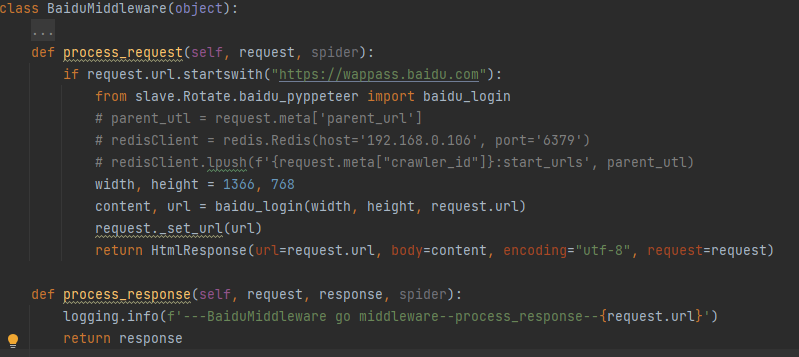 class BaiduMiddleware(object):
    ...
    def process_request(self, request, spider):
        if request.url.startswith("https://wappass.baidu.com"):
            from slave.Rotate.baidu_pyppeteer import baidu_login
            # parent_utl = request.meta['parent_url']
            # redisClient = redis.Redis(host='192.168.0.106', port='6379')
            # redisClient.lpush(f'{request.meta["crawler_id"]}:start_urls', parent_utl)
            width, height = 1366, 768
            content, url = baidu_login(width, height, request.url)
            request._set_url(url)
            return HtmlResponse(url=request.url, body=content, encoding="utf-8", request=request)

    def process_response(self, request, response, spider):
        logging.info(f'---BaiduMiddleware go middleware--process_response--{request.url}')
        return response